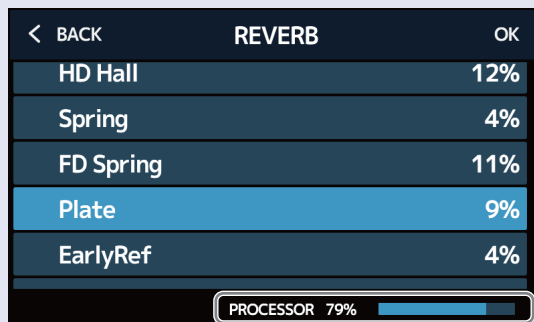 BACK REVERB OK
HD Hall 12%
Spring 4%
FD Spring 11%
Plate 9%
EarlyRef 4%
PROCESSOR 79%